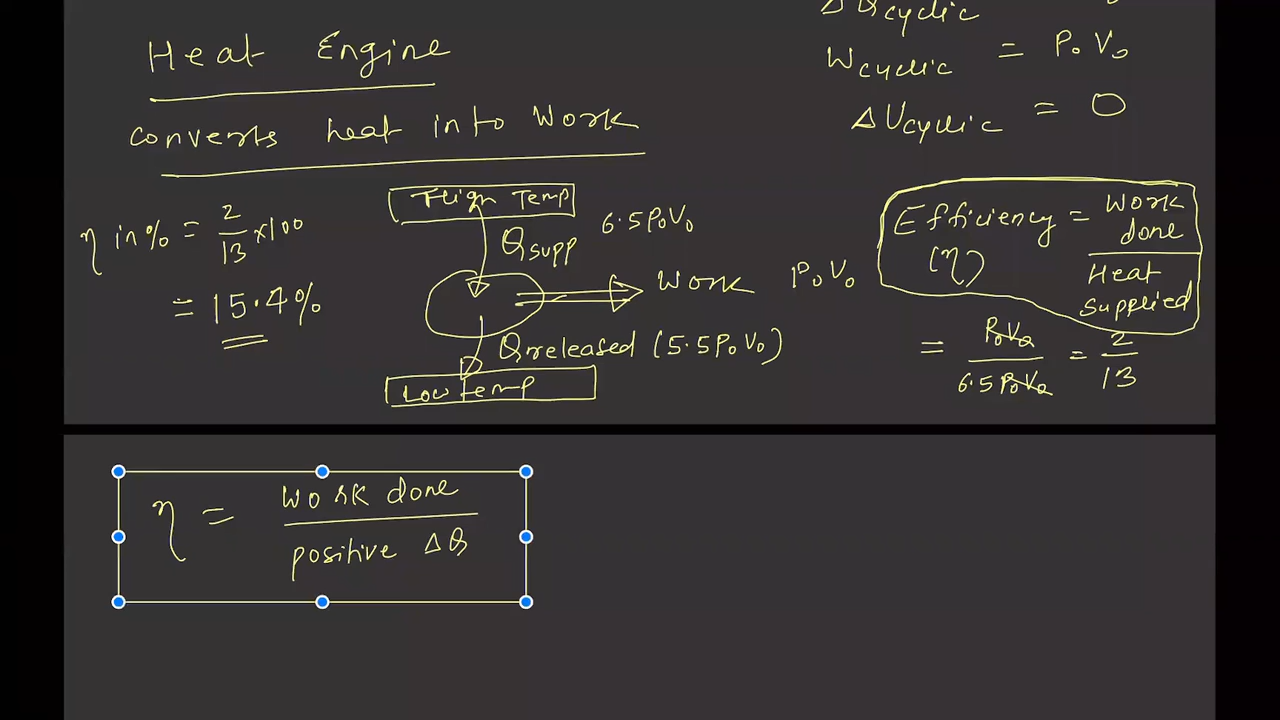 Heat Engine
converts heat into Work
cyclic
Wcyclic = P₀V₀
ΔUcyclic = 0
η in % = 2/13 × 100
= 15.4%
High Temp
Qsupp 6.5P₀V₀
Work P₀V₀
Qreleased (5.5P₀V₀)
Low temp
Efficiency (η) = Work done / Heat supplied
= P₀V₀ / 6.5P₀V₀ = 2/13
η = work done / positive ΔQ